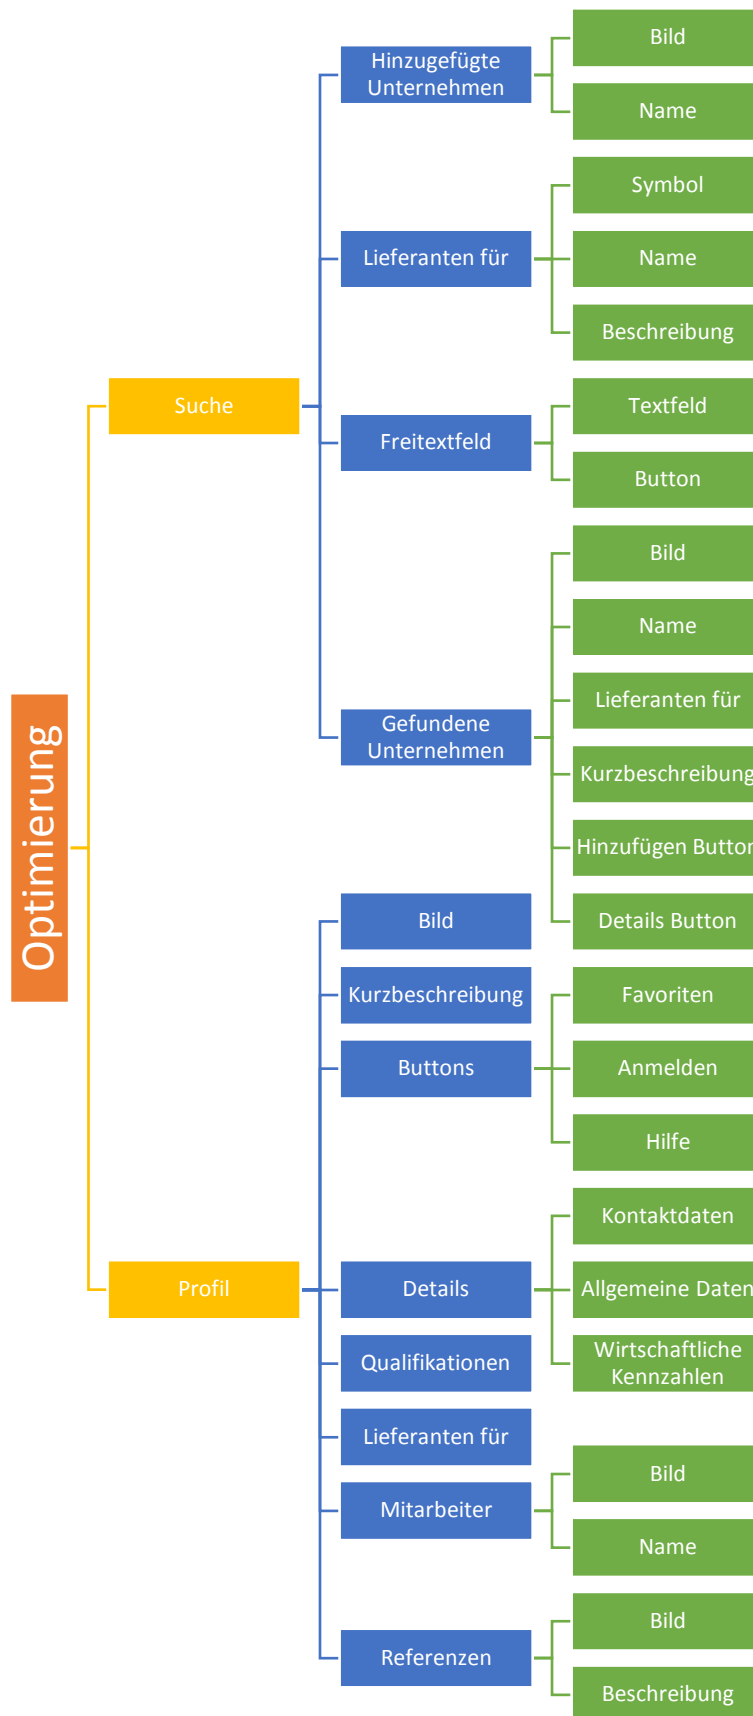 Optimierung
Suche
Hinzugefügte
Unternehmen
Bild
Name
Lieferanten für
Symbol
Name
Beschreibung
Freitextfeld
Textfeld
Button
Gefundene
Unternehmen
Bild
Name
Lieferanten für
Kurzbeschreibung
Hinzufügen Button
Details Button
Profil
Bild
Kurzbeschreibung
Buttons
Favoriten
Anmelden
Hilfe
Details
Kontaktdaten
Allgemeine Daten
Wirtschaftliche
Kennzahlen
Qualifikationen
Lieferanten für
Mitarbeiter
Bild
Name
Referenzen
Bild
Beschreibung